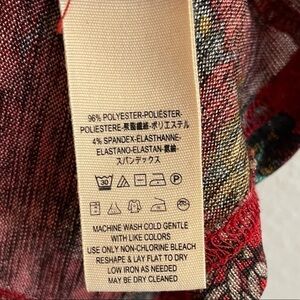 96% POLYESTER-POLIÉSTER-
POLIESTERE-聚酯纖維-ポリエステル
4% SPANDEX-ELASTHANNE-
ELASTANO-ELASTAN-氨綸-
スパンデックス
30 P
MACHINE WASH COLD GENTLE
WITH LIKE COLORS
USE ONLY NON-CHLORINE BLEACH
RESHAPE & LAY FLAT TO DRY
LOW IRON AS NEEDED
MAY BE DRY CLEANED